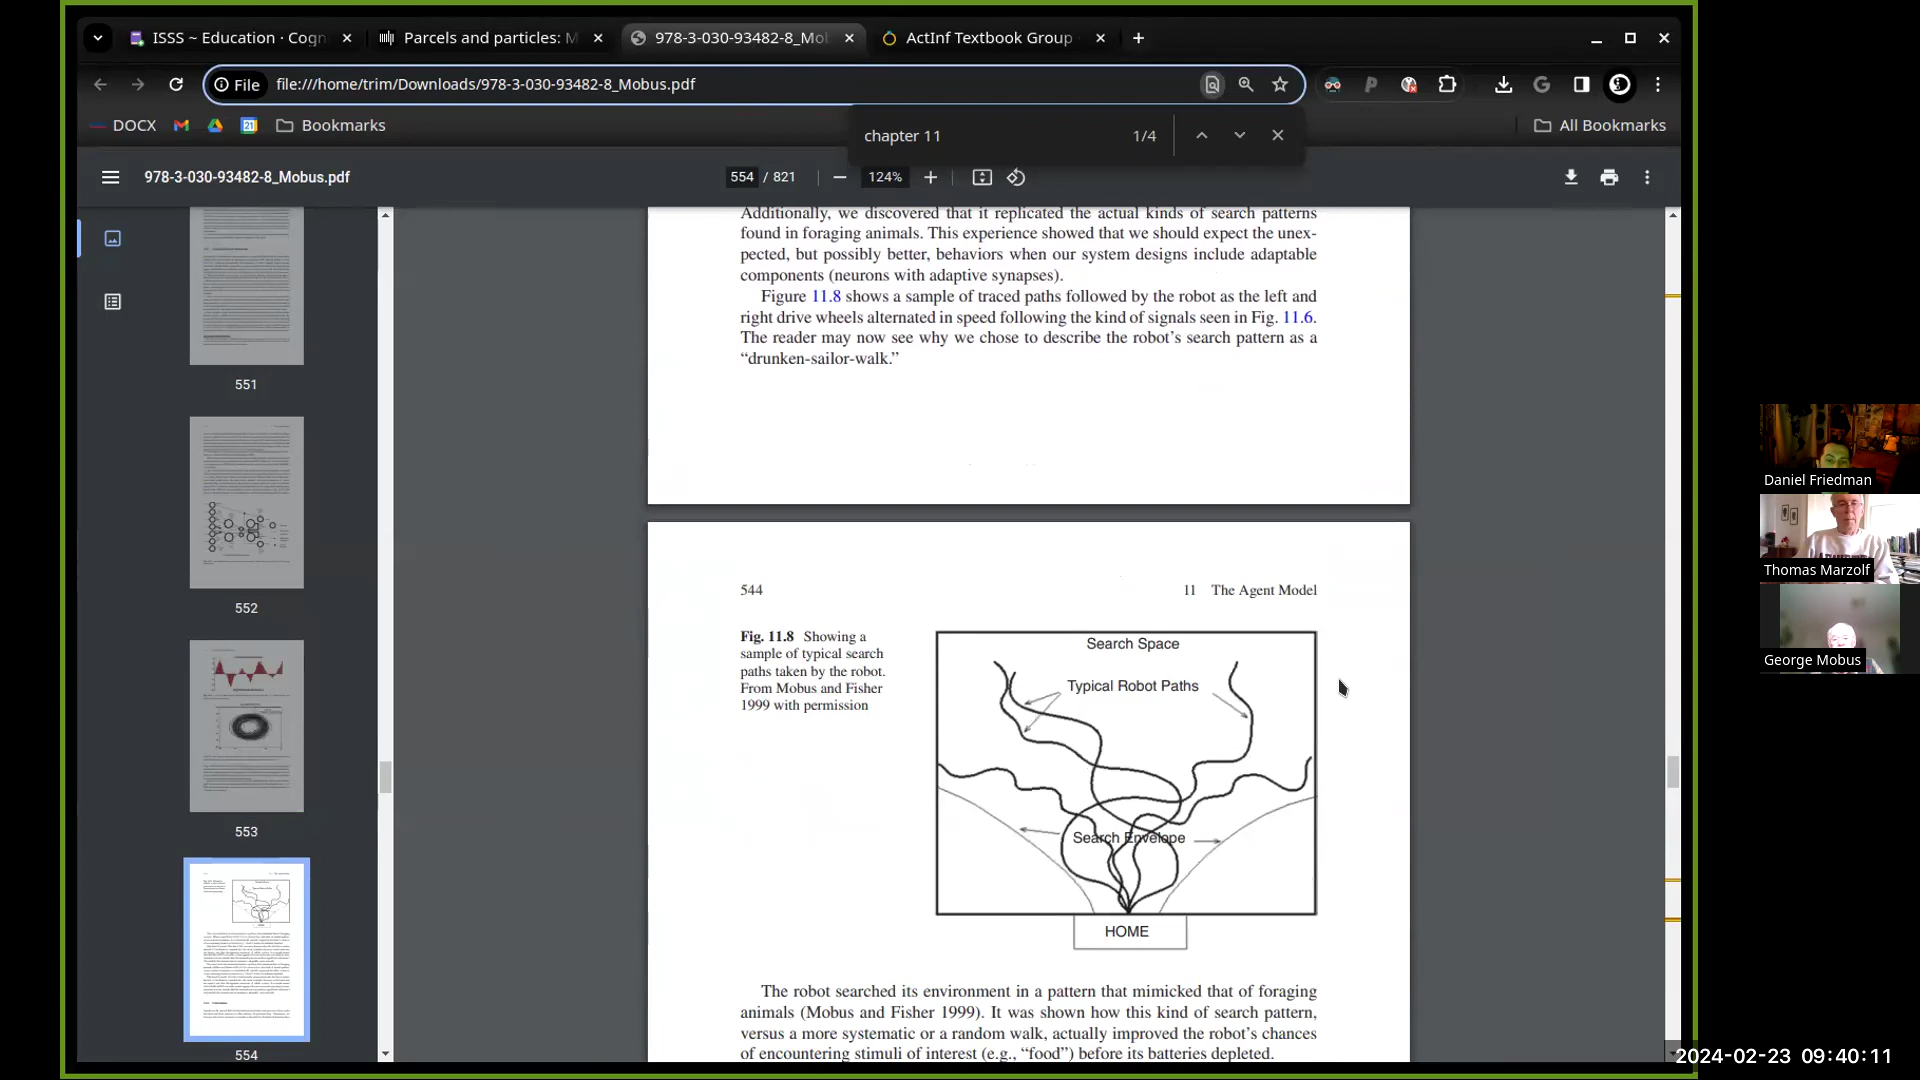 ISSS ~ Education · Cogn
Parcels and particles: M
978-3-030-93482-8_Mob
ActInf Textbook Group
File
file:///home/trim/Downloads/978-3-030-93482-8_Mobus.pdf
DOCX
21
Bookmarks
All Bookmarks
chapter 11
1/4
978-3-030-93482-8_Mobus.pdf
554 / 821
124%
551
552
553
554
Additionally, we discovered that it replicated the actual kinds of search patterns
found in foraging animals. This experience showed that we should expect the unex-
pected, but possibly better, behaviors when our system designs include adaptable
components (neurons with adaptive synapses).
Figure 11.8 shows a sample of traced paths followed by the robot as the left and
right drive wheels alternated in speed following the kind of signals seen in Fig. 11.6.
The reader may now see why we chose to describe the robot's search pattern as a
“drunken-sailor-walk.”
544
11 The Agent Model
Fig. 11.8 Showing a
sample of typical search
paths taken by the robot.
From Mobus and Fisher
1999 with permission
Search Space
Typical Robot Paths
Search Envelope
HOME
The robot searched its environment in a pattern that mimicked that of foraging
animals (Mobus and Fisher 1999). It was shown how this kind of search pattern,
versus a more systematic or a random walk, actually improved the robot's chances
of encountering stimuli of interest (e.g., “food”) before its batteries depleted.
Daniel Friedman
Thomas Marzolf
George Mobus
2024-02-23 09:40:11